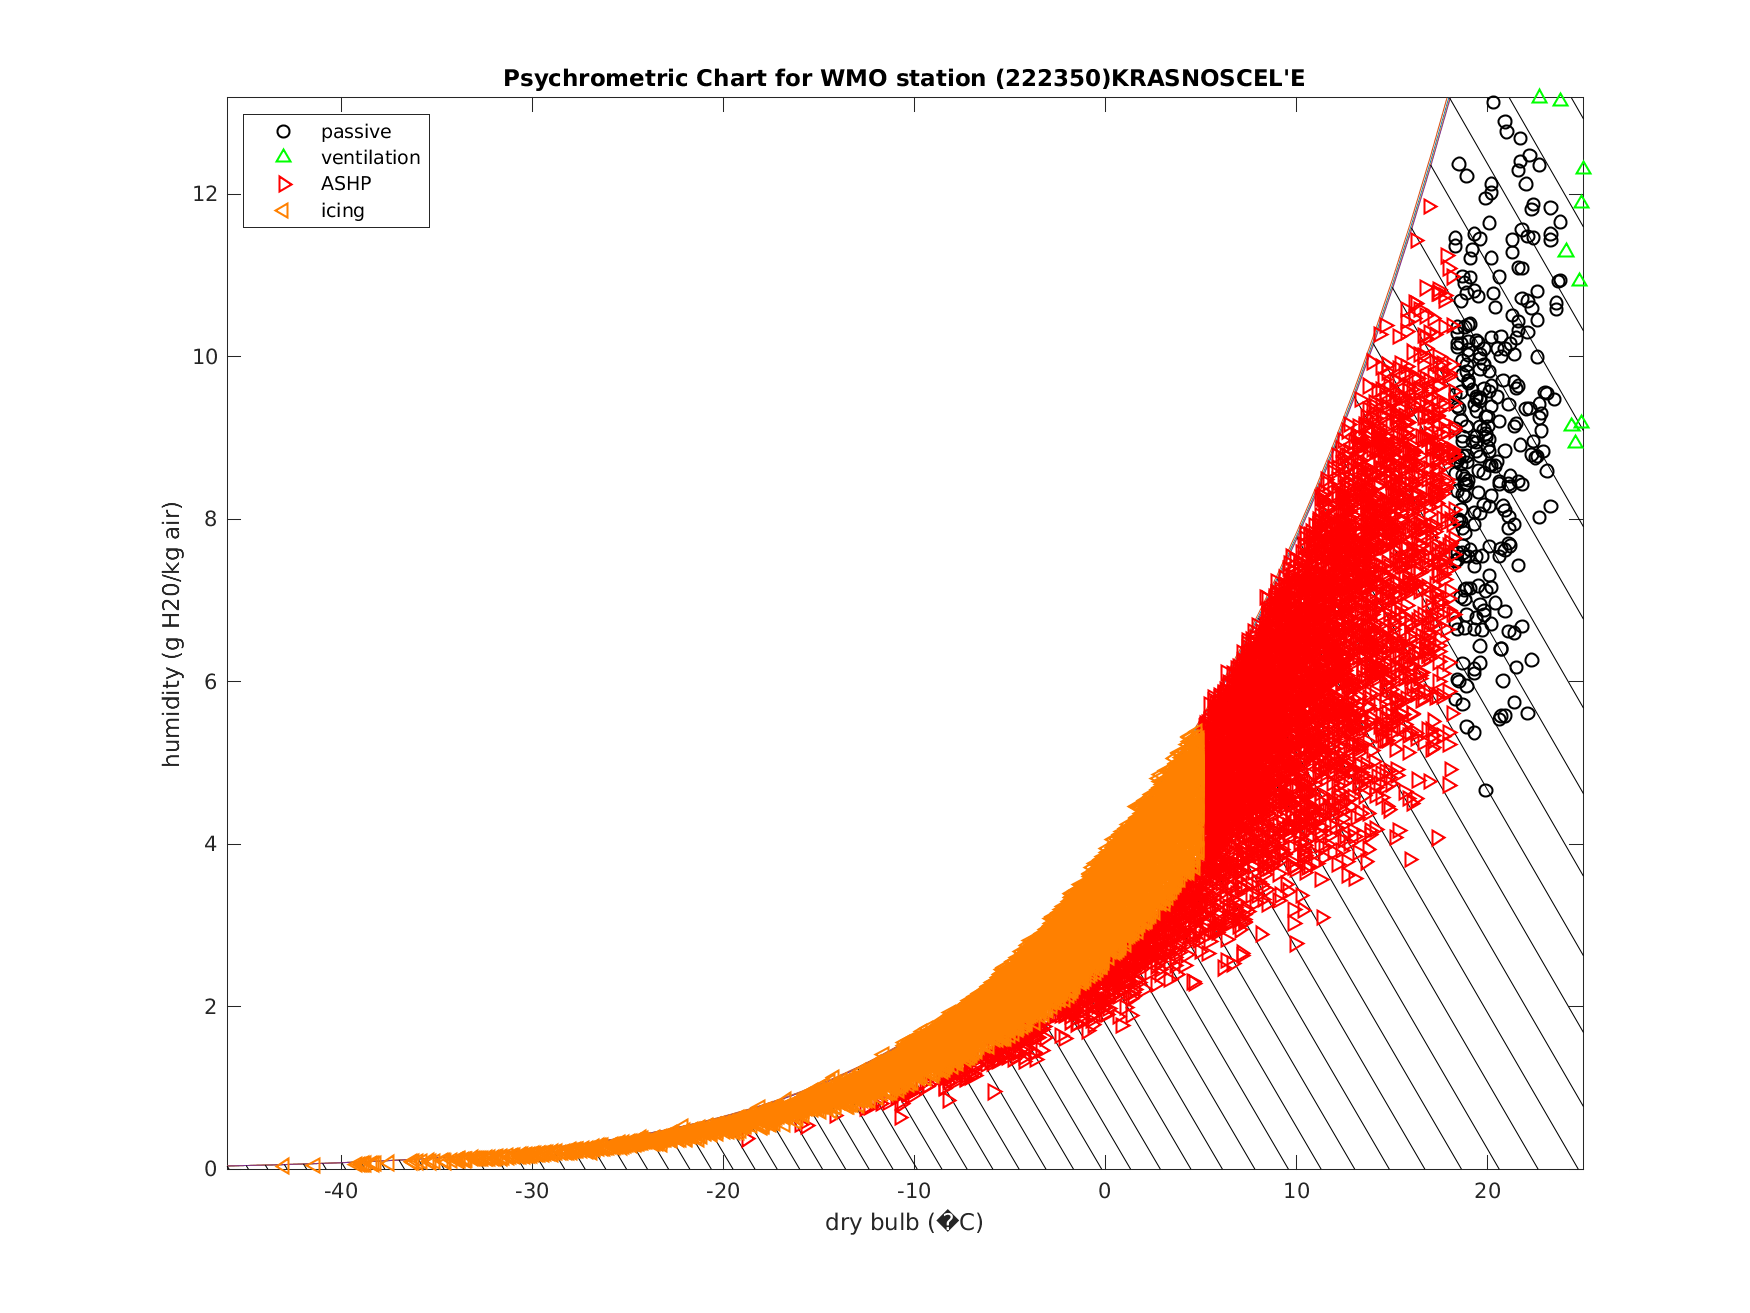 Psychrometric Chart for WMO station (222350)KRASNOSCEL'E
passive
ventilation
ASHP
icing
humidity (g H20/kg air)
12
10
8
6
4
2
0
-40 -30 -20 -10 0 10 20
dry bulb (�C)